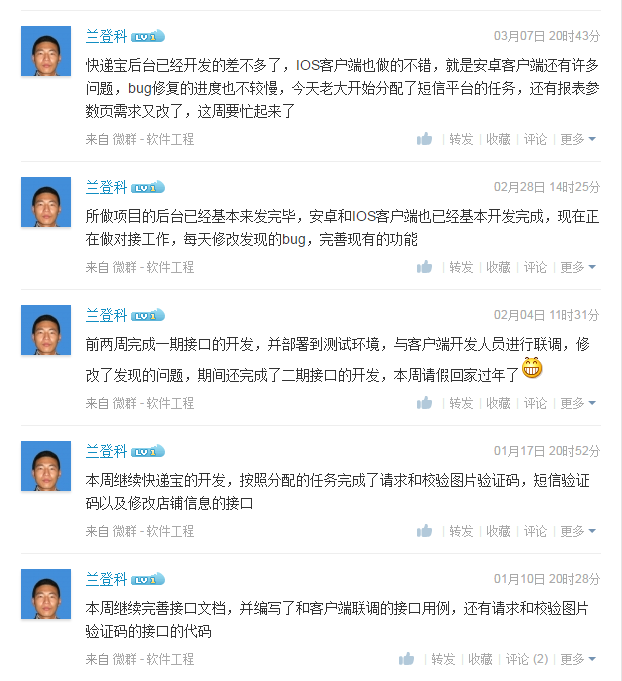 兰登科 LV 1 03月07日 20时43分
快递宝后台已经开发的差不多了，IOS客户端也做的不错，就是安卓客户端还有许多
问题，bug修复的进度也不较慢，今天老大开始分配了短信平台的任务，还有报表参
数页需求又改了，这周要忙起来了
来自 微群 - 软件工程 转发 收藏 评论 更多
兰登科 LV 1 02月28日 14时25分
所做项目的后台已经基本来发完毕，安卓和IOS客户端也已经基本开发完成，现在正
在做对接工作，每天修改发现的bug，完善现有的功能
来自 微群 - 软件工程 转发 收藏 评论 更多
兰登科 LV 1 02月04日 11时31分
前两周完成一期接口的开发，并部署到测试环境，与客户端开发人员进行联调，修
改了发现的问题，期间还完成了二期接口的开发，本周请假回家过年了
来自 微群 - 软件工程 转发 收藏 评论 更多
兰登科 LV 1 01月17日 20时52分
本周继续快递宝的开发，按照分配的任务完成了请求和校验图片验证码，短信验证
码以及修改店铺信息的接口
来自 微群 - 软件工程 转发 收藏 评论 更多
兰登科 LV 1 01月10日 20时28分
本周继续完善接口文档，并编写了和客户端联调的接口用例，还有请求和校验图片
验证码的接口的代码
来自 微群 - 软件工程 转发 收藏 评论 (2) 更多